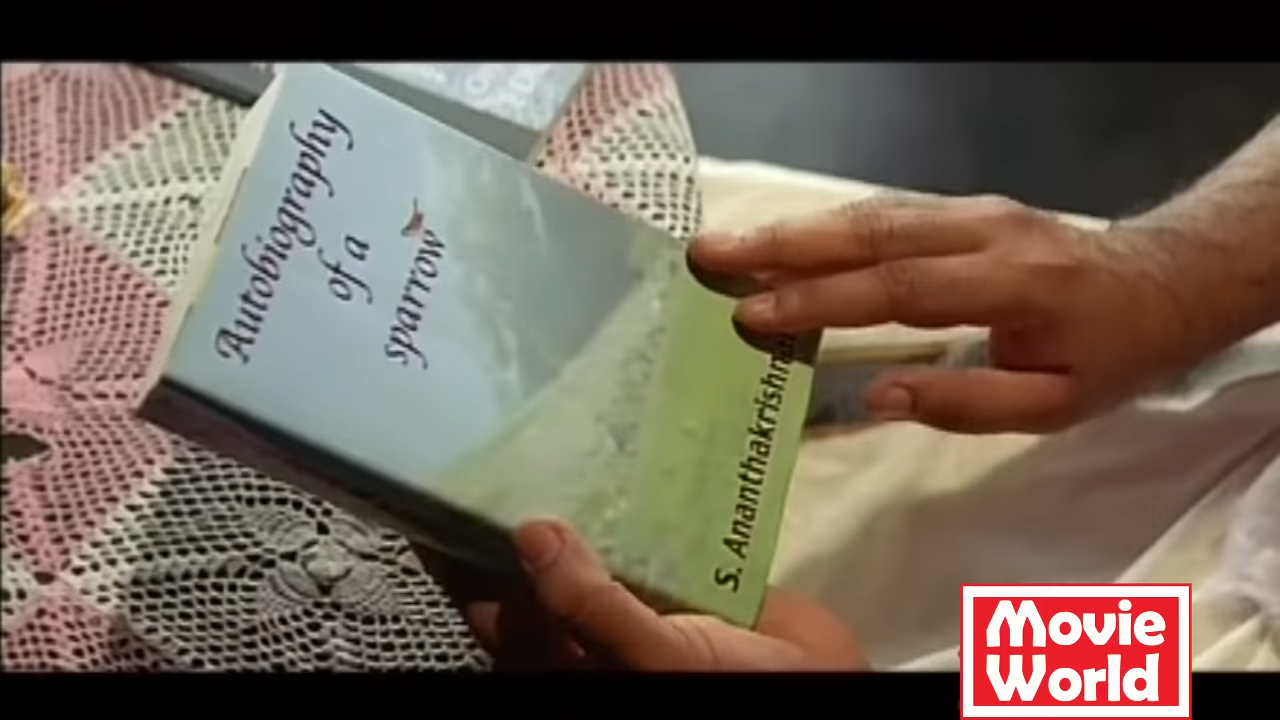 Autobiography
of a
sparrow
S. Ananthakrishnan
Movie
World